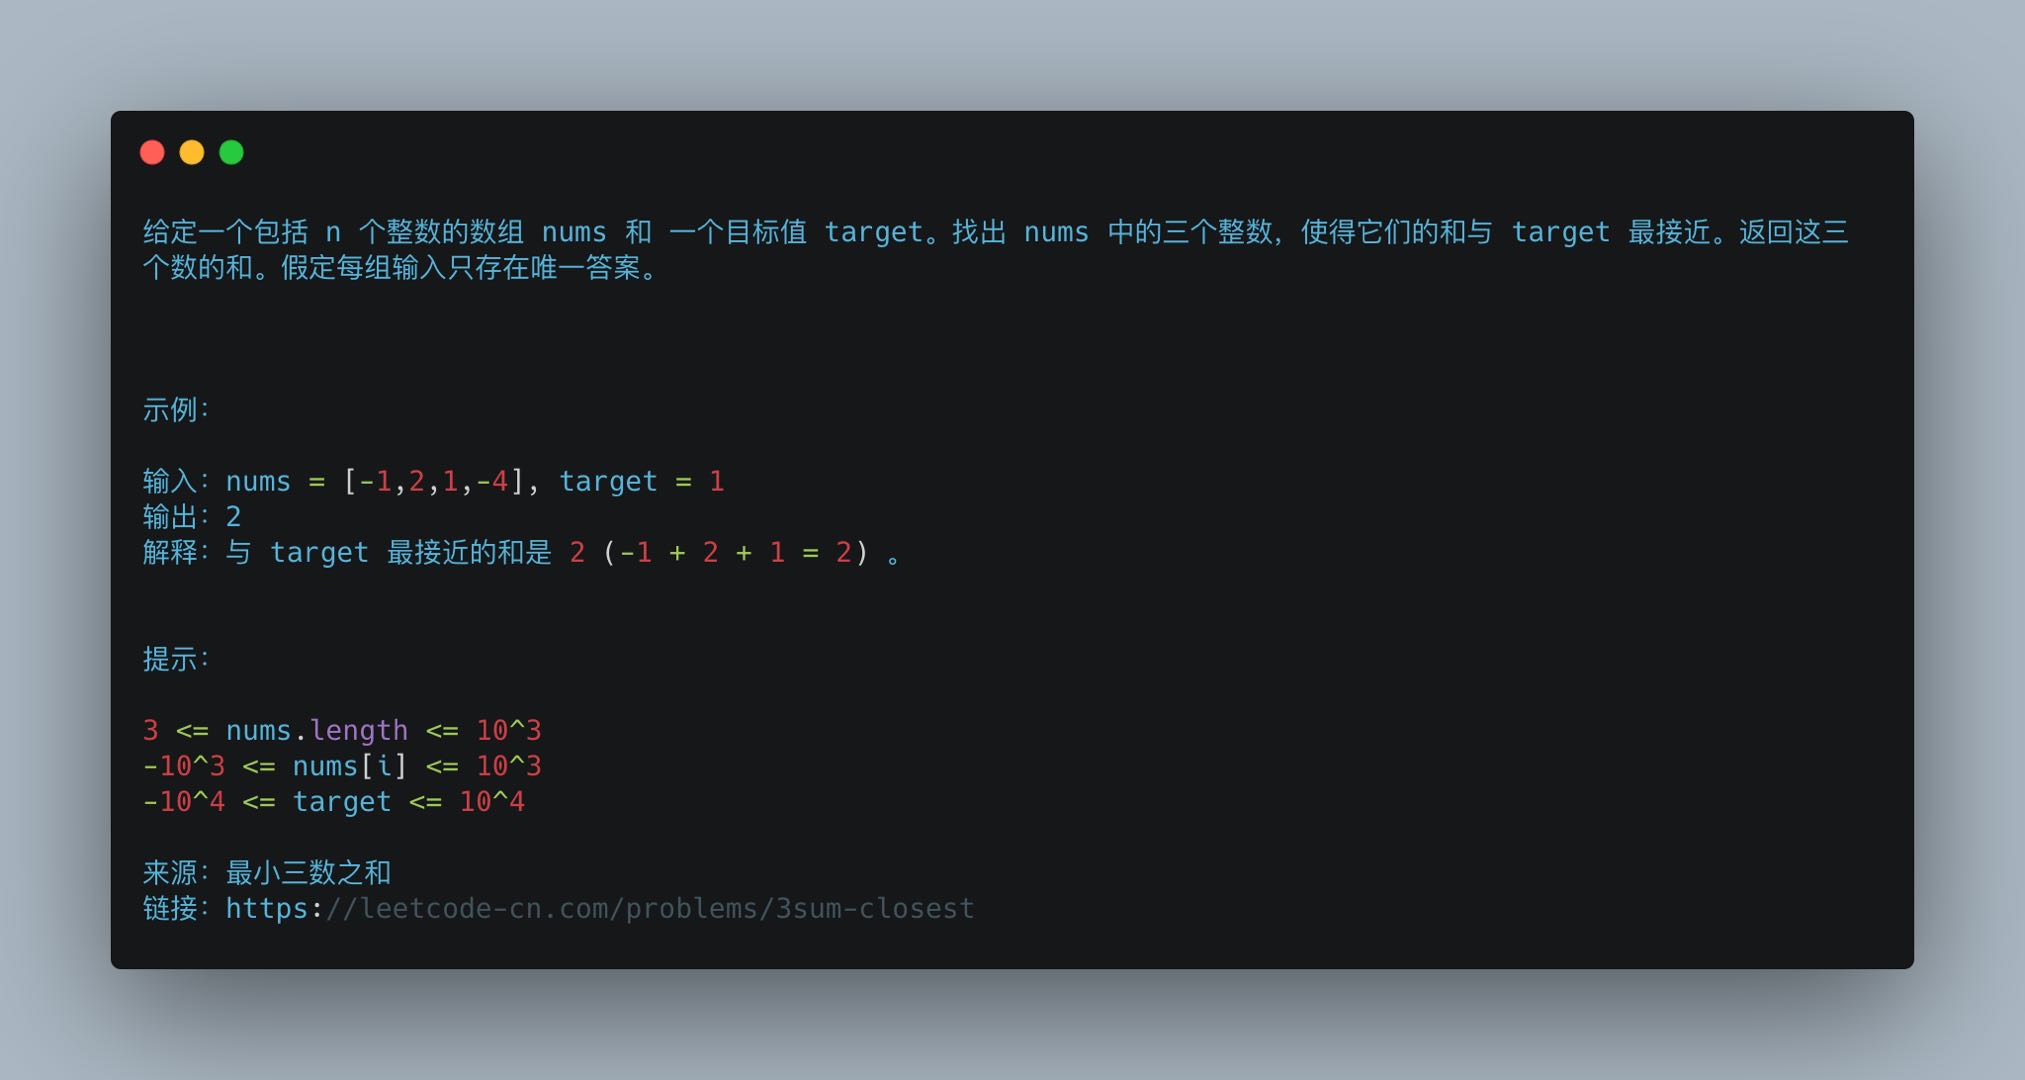 给定一个包括 n 个整数的数组 nums 和 一个目标值 target。找出 nums 中的三个整数，使得它们的和与 target 最接近。返回这三
个数的和。假定每组输入只存在唯一答案。
示例：
输入：nums = [-1,2,1,-4], target = 1
输出：2
解释：与 target 最接近的和是 2 (-1 + 2 + 1 = 2) 。
提示：
3 <= nums.length <= 10^3
-10^3 <= nums[i] <= 10^3
-10^4 <= target <= 10^4
来源：最小三数之和
链接：https://leetcode-cn.com/problems/3sum-closest